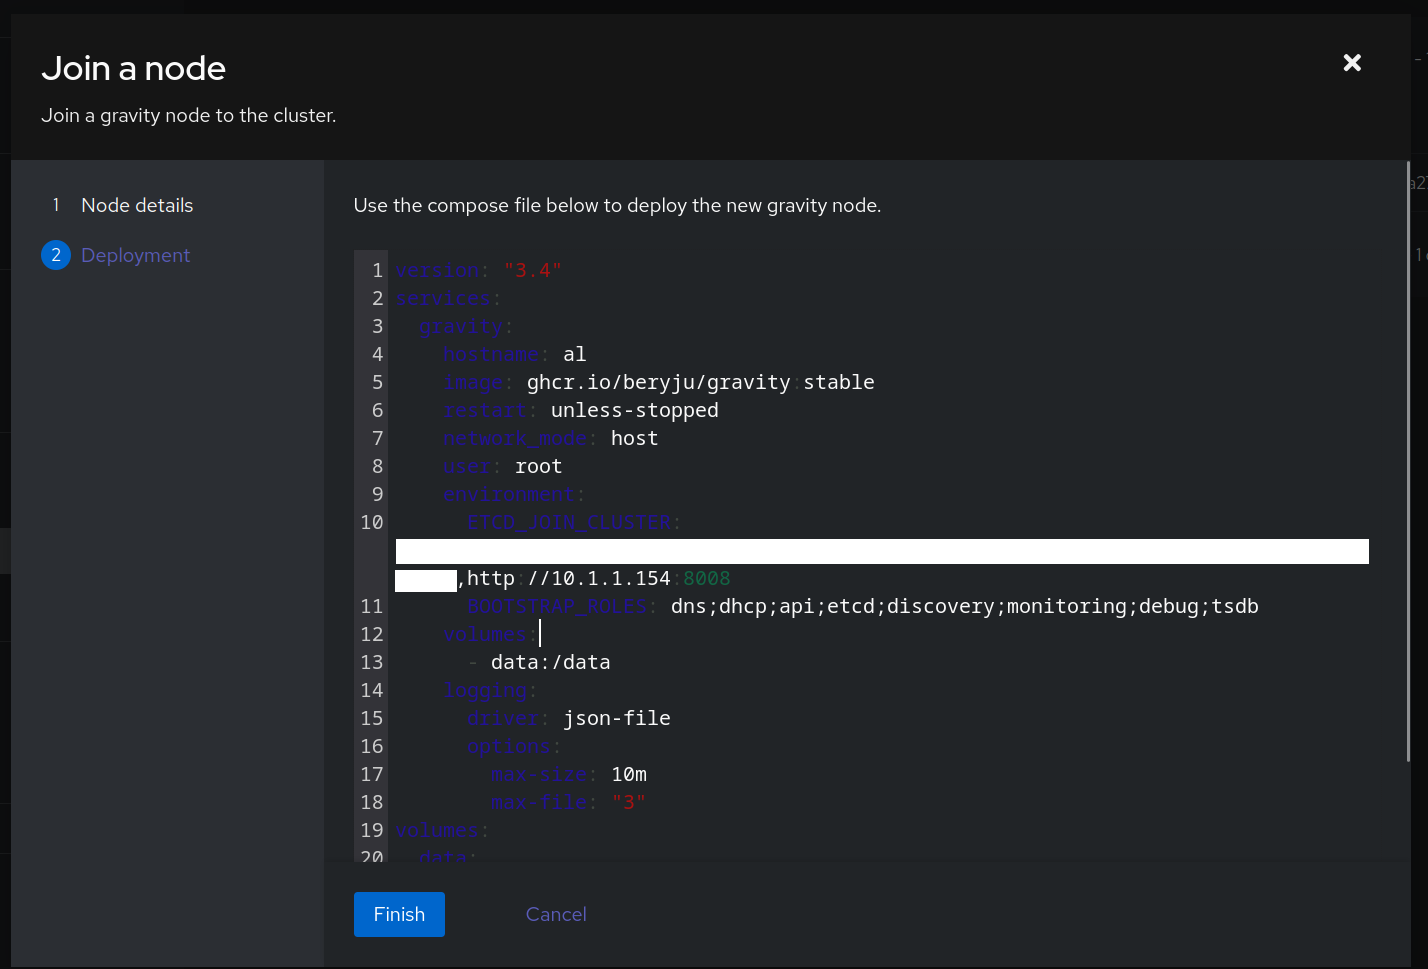 Join a node
Join a gravity node to the cluster.
1 Node details
2 Deployment
Use the compose file below to deploy the new gravity node.
1 version: "3.4"
2 services:
3   gravity:
4     hostname: al
5     image: ghcr.io/beryju/gravity:stable
6     restart: unless-stopped
7     network_mode: host
8     user: root
9     environment:
10       ETCD_JOIN_CLUSTER:
,http://10.1.1.154:8008
11       BOOTSTRAP_ROLES: dns;dhcp;api;etcd;discovery;monitoring;debug;tsdb
12     volumes:
13       - data:/data
14     logging:
15       driver: json-file
16       options:
17         max-size: 10m
18         max-file: "3"
19 volumes:
20   data:
Finish Cancel